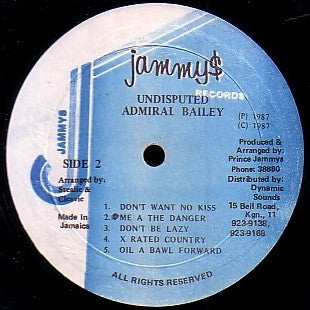 jammy$
RECORDS
JAMMYS
UNDISPUTED
ADMIRAL BAILEY
(P) 1987
(C) 1987
Produced &
Arranged by:
Prince Jammys
Phone: 38880
Distributed by:
Dynamic
Sounds
15 Bell Road,
Kgn., 11
923-9138,
923-9168
SIDE 2
Arranged by:
Steelie &
Cleavie
Made In
Jamaica
1 DON'T WANT NO KISS
2. ME A THE DANGER
3 DON'T BE LAZY
4 X RATED COUNTRY
5 OIL A BAWL FORWARD
ALL RIGHTS RESERVED